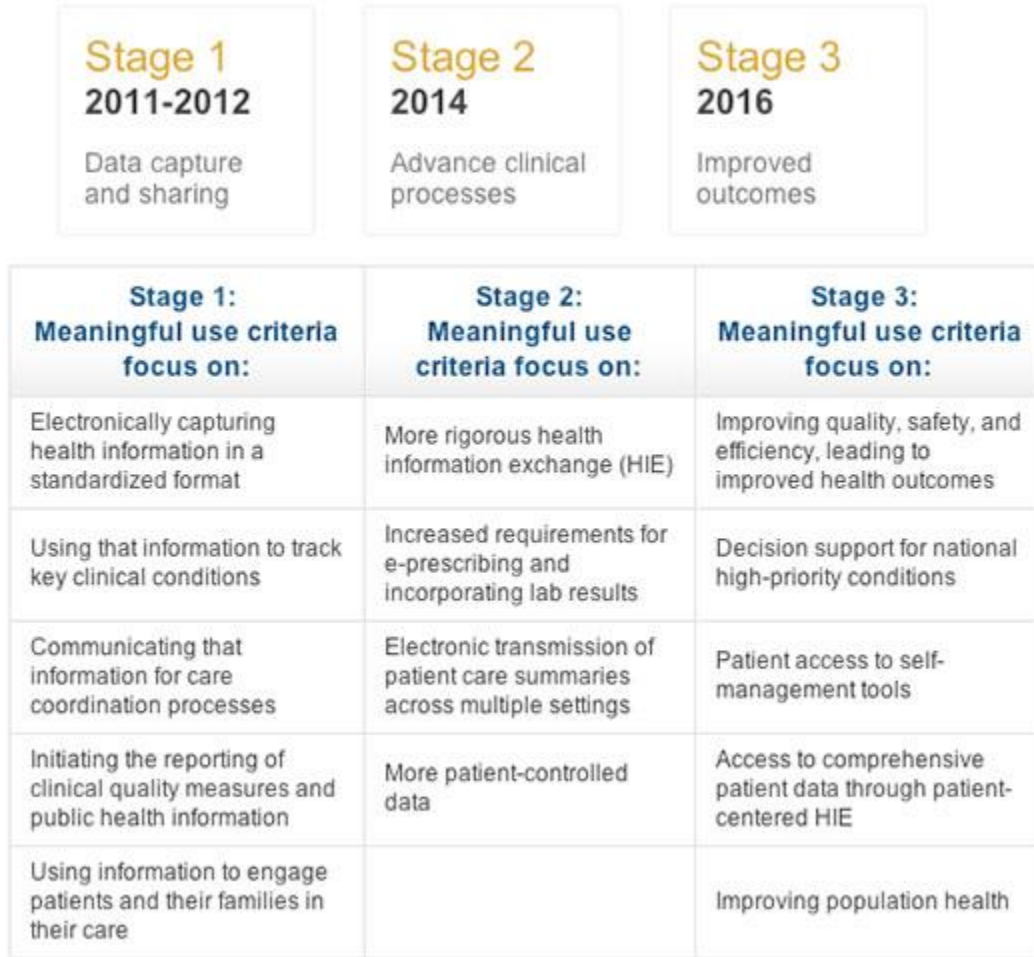 Stage 1
2011-2012
Data capture
and sharing
Stage 2
2014
Advance clinical
processes
Stage 3
2016
Improved
outcomes
Stage 1:
Meaningful use criteria
focus on:
Stage 2:
Meaningful use
criteria focus on:
Stage 3:
Meaningful use criteria
focus on:
Electronically capturing
health information in a
standardized format
More rigorous health
information exchange (HIE)
Improving quality, safety, and
efficiency, leading to
improved health outcomes
Using that information to track
key clinical conditions
Increased requirements for
e-prescribing and
incorporating lab results
Decision support for national
high-priority conditions
Communicating that
information for care
coordination processes
Electronic transmission of
patient care summaries
across multiple settings
Patient access to self-
management tools
Initiating the reporting of
clinical quality measures and
public health information
More patient-controlled
data
Access to comprehensive
patient data through patient-
centered HIE
Using information to engage
patients and their families in
their care
Improving population health